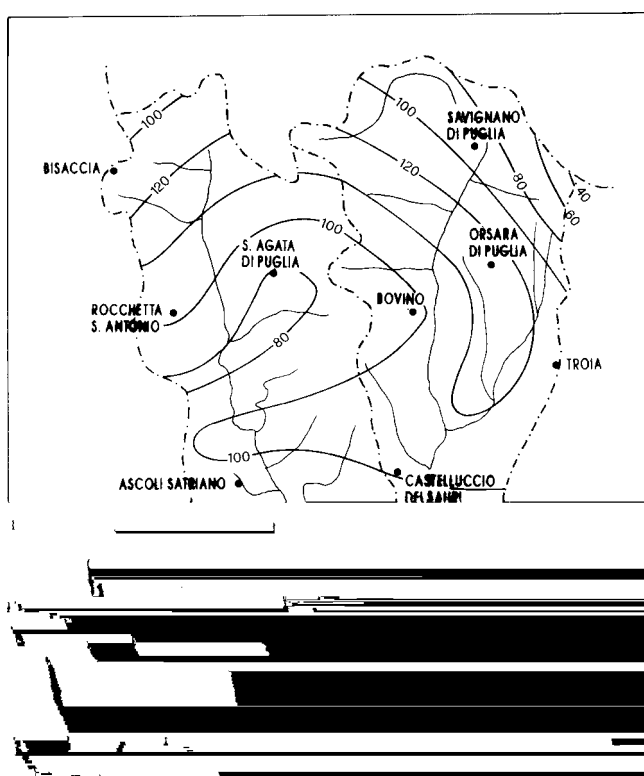 100
SAVIGNANO
DI PUGLIA
100
BISACCIA
120
120
80
40
60
100
S. AGATA
DI PUGLIA
ORSARA
DI PUGLIA
ROCCHETTA
S. ANTONIO
BOVINO
80
TROIA
100
ASCOLI SATRIANO
CASTELLUCCIO